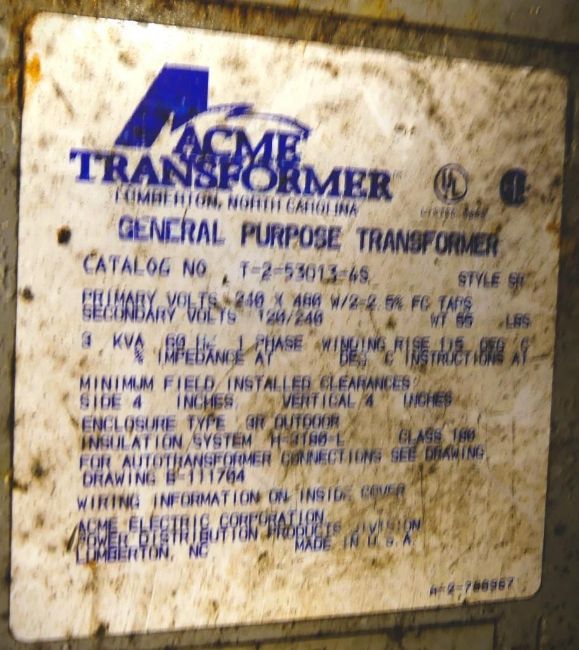 ACME
TRANSFORMER
LUMBERTON, NORTH CAROLINA
UL
GENERAL PURPOSE TRANSFORMER
CATALOG NO T-2-53013-4S STYLE SR
PRIMARY VOLTS 240 X 480 W/2-2.5% FC TAPS
SECONDARY VOLTS 120/240 WT 55 LBS
3 KVA 60 HZ 1 PHASE WINDING RISE 115 DEG C
% IMPEDANCE AT DEG C INSTRUCTIONS AT
MINIMUM FIELD INSTALLED CLEARANCES
SIDE 4 INCHES VERTICAL 4 INCHES
ENCLOSURE TYPE 3R OUTDOOR
INSULATION SYSTEM CLASS 180
FOR AUTOTRANSFORMER CONNECTIONS SEE DRAWING
DRAWING B-111704
WIRING INFORMATION ON INSIDE COVER
ACME ELECTRIC CORPORATION
POWER DISTRIBUTION PRODUCTS DIVISION
LUMBERTON, NC MADE IN U.S.A.